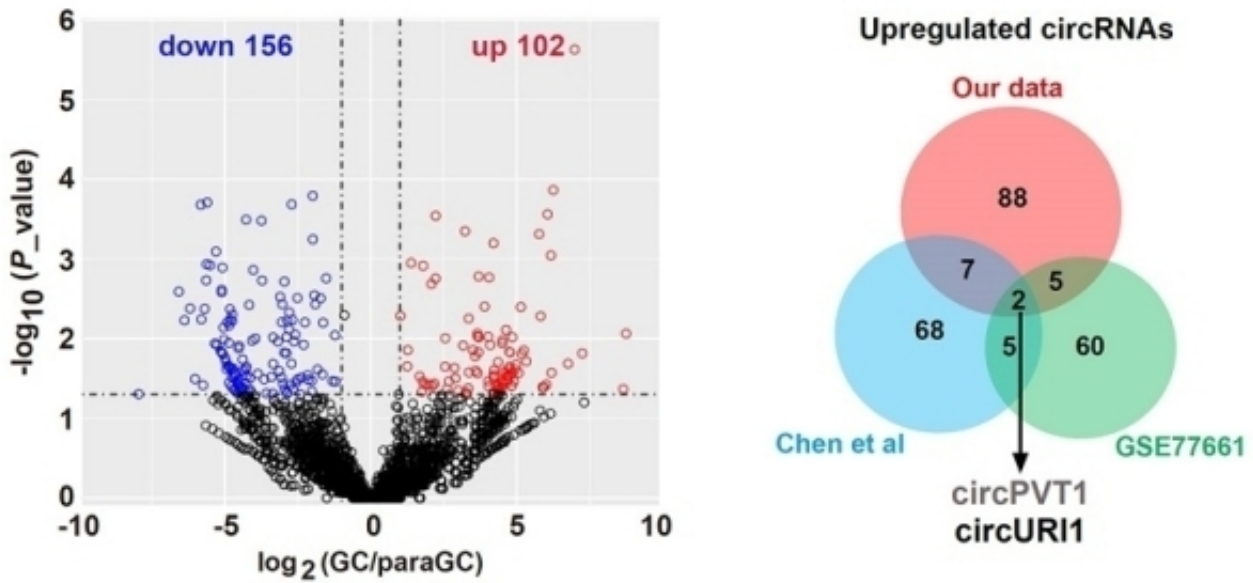 6
down 156
up 102
5
4
3
2
1
0
-log10 (P_value)
-10
-5
0
5
10
log2 (GC/paraGC)
Upregulated circRNAs
Our data
88
7
5
2
68
5
60
Chen et al
GSE77661
circPVT1
circURI1